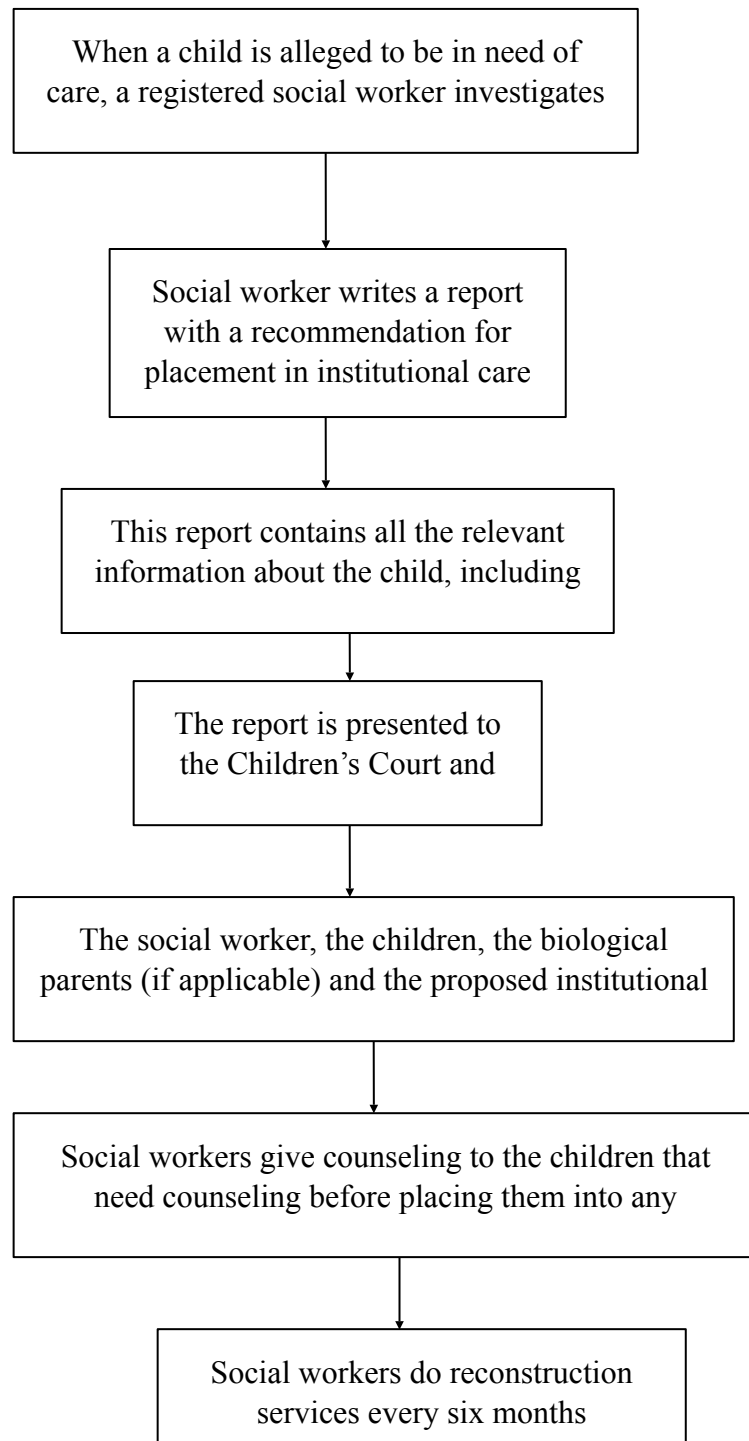 When a child is alleged to be in need of
care, a registered social worker investigates
Social worker writes a report
with a recommendation for
placement in institutional care
This report contains all the relevant
information about the child, including
The report is presented to
the Children’s Court and
The social worker, the children, the biological
parents (if applicable) and the proposed institutional
Social workers give counseling to the children that
need counseling before placing them into any
Social workers do reconstruction
services every six months